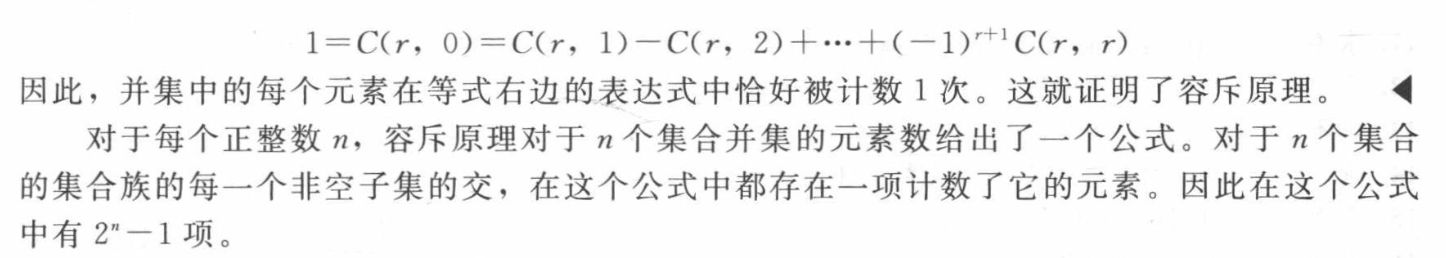 1=C(r, 0)=C(r, 1)-C(r, 2)+⋯+(-1)^{r+1}C(r, r)
因此，并集中的每个元素在等式右边的表达式中恰好被计数 1 次。这就证明了容斥原理。 ◀
对于每个正整数 n，容斥原理对于 n 个集合并集的元素数给出了一个公式。对于 n 个集合
的集合族的每一个非空子集的交，在这个公式中都存在一项计数了它的元素。因此在这个公式
中有 2ⁿ-1 项。